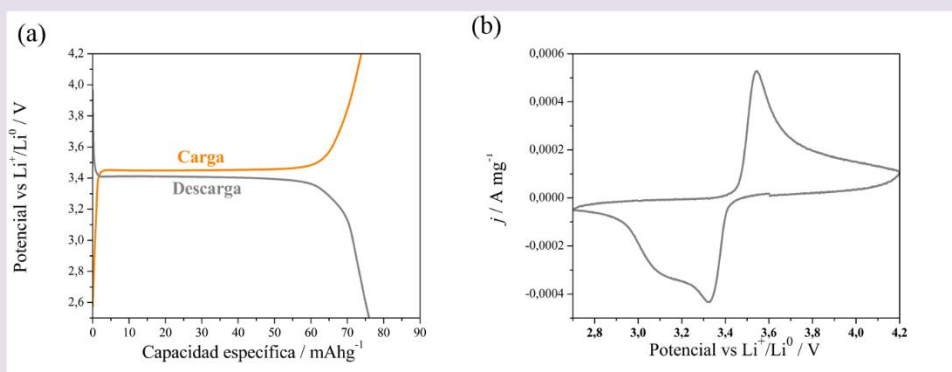 (a)
4,2
4,0
3,8
3,6
3,4
3,2
3,0
2,8
2,6
Potencial vs Li⁺/Li⁰ / V
Carga
Descarga
0 10 20 30 40 50 60 70 80 90
Capacidad específica / mAhg⁻¹
(b)
0,0006
0,0004
0,0002
0,0000
-0,0002
-0,0004
j / A mg⁻¹
2,8 3,0 3,2 3,4 3,6 3,8 4,0 4,2
Potencial vs Li⁺/Li⁰ / V